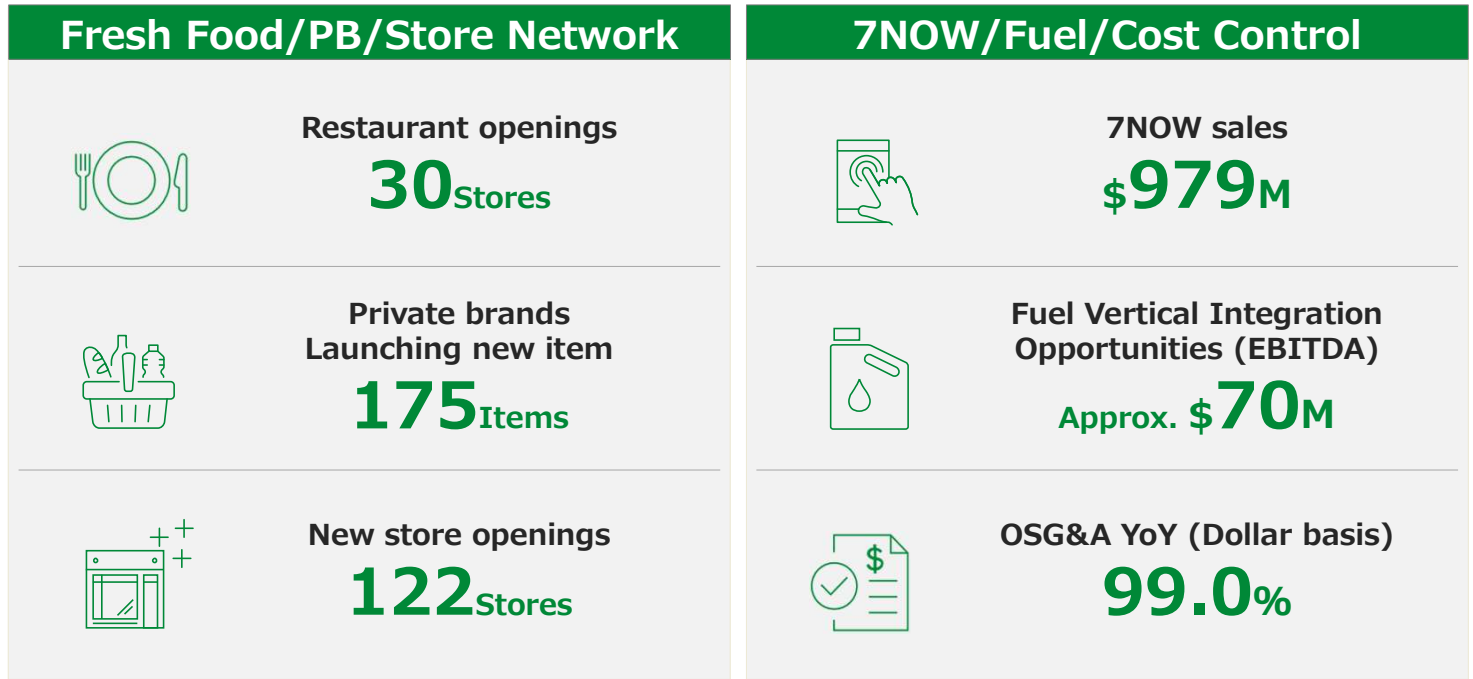 Fresh Food/PB/Store Network
Restaurant openings
30Stores
Private brands
Launching new item
175Items
New store openings
122Stores
7NOW/Fuel/Cost Control
7NOW sales
$979M
Fuel Vertical Integration
Opportunities (EBITDA)
Approx. $70M
$
OSG&A YoY (Dollar basis)
99.0%